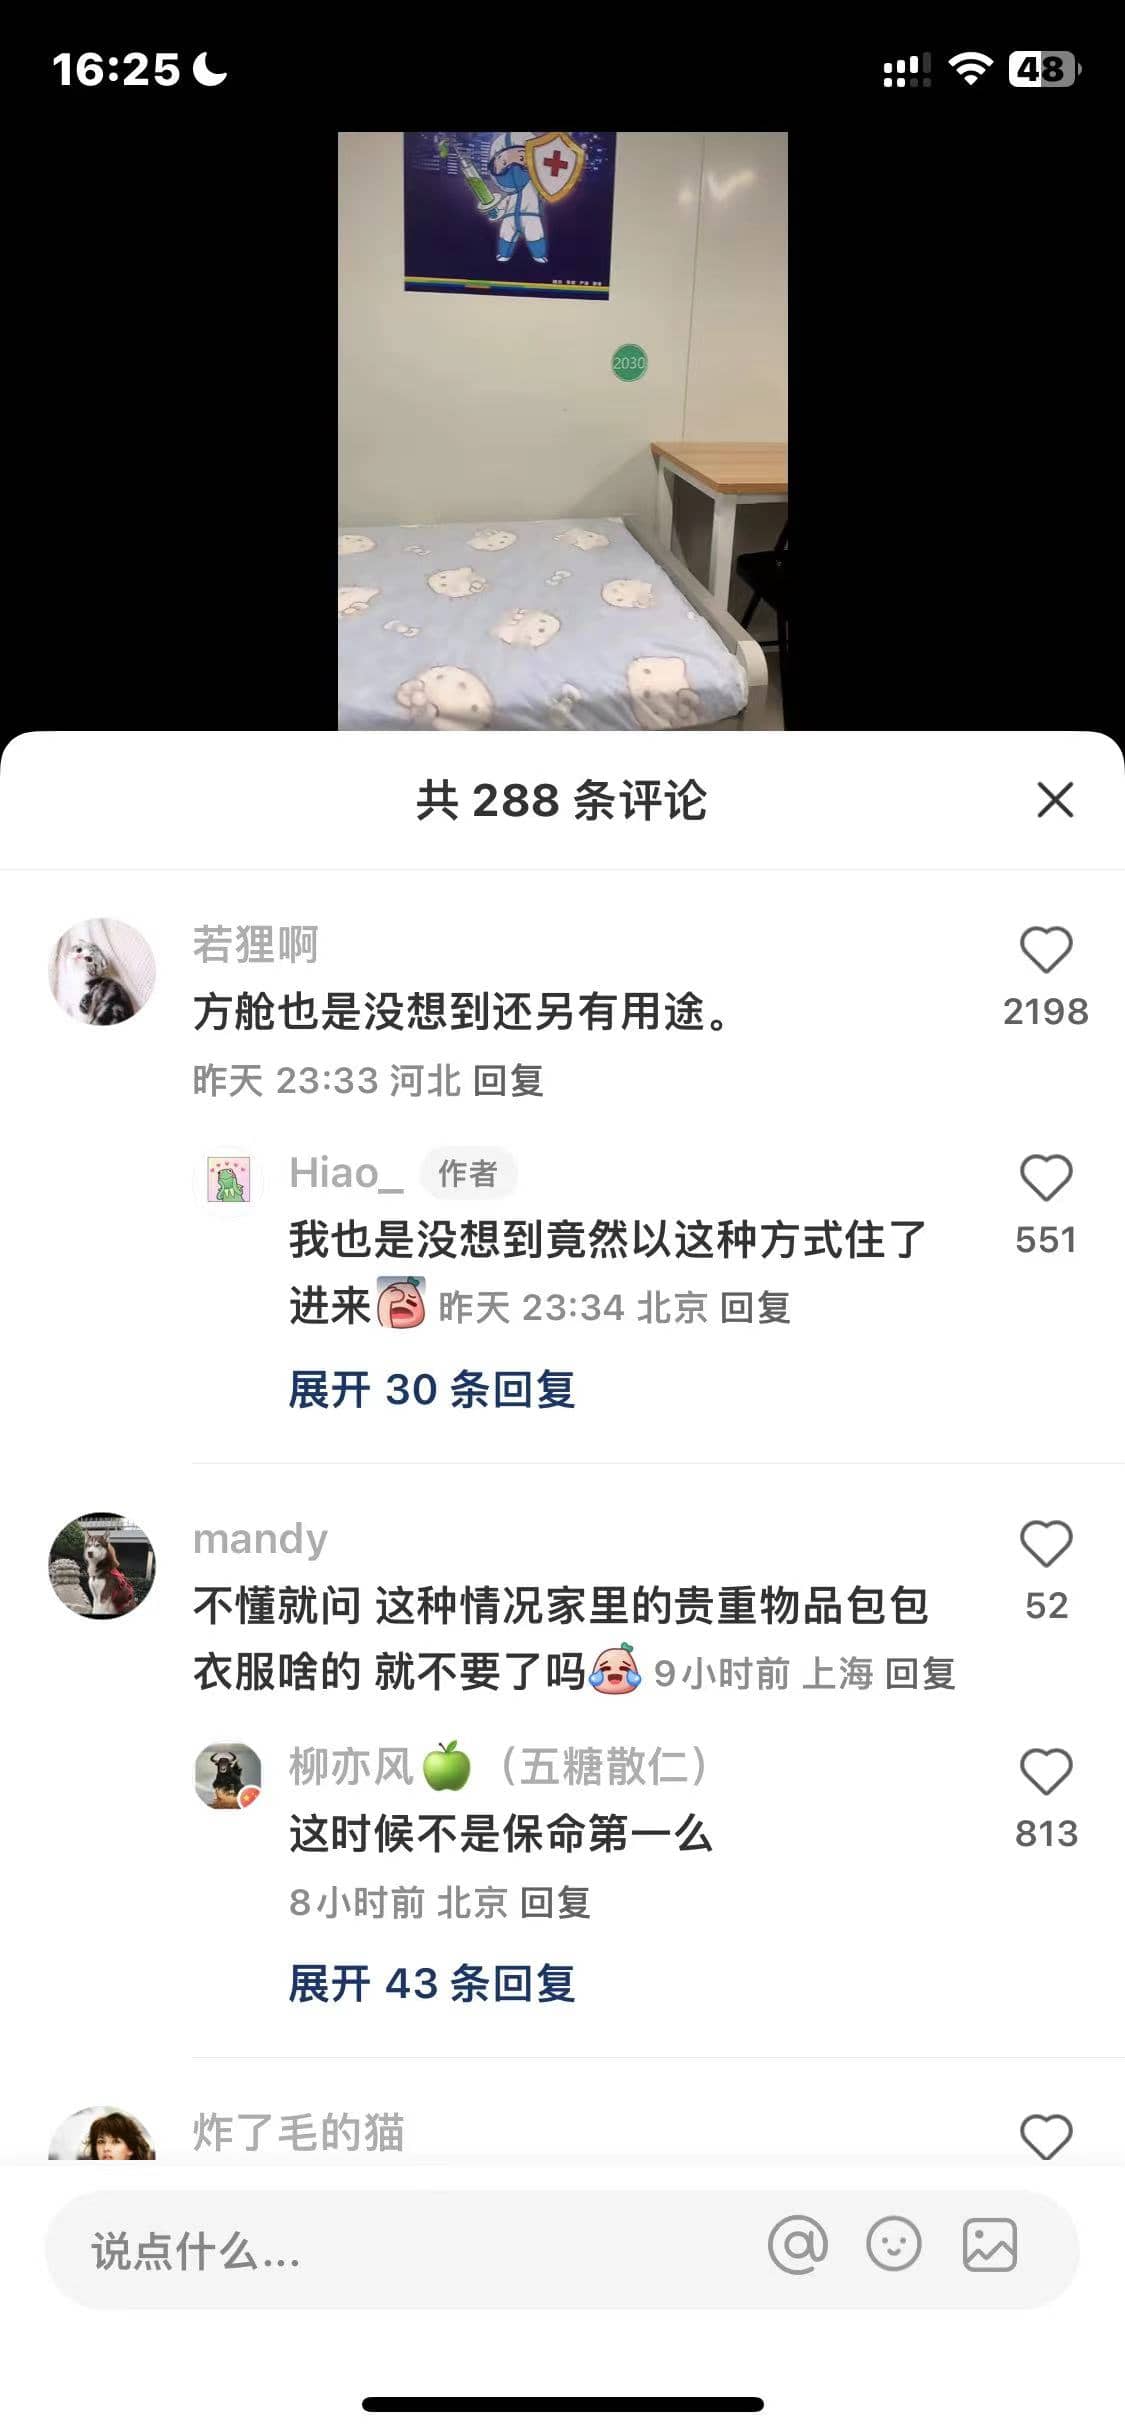 16:25
48
2030
共 288 条评论
若狸啊
方舱也是没想到还另有用途。
2198
昨天 23:33 河北 回复
Hiao_ 作者
我也是没想到竟然以这种方式住了
551
进来 昨天 23:34 北京 回复
展开 30 条回复
mandy
不懂就问 这种情况家里的贵重物品包包
52
衣服啥的 就不要了吗 9小时前 上海 回复
柳亦风🍏（五糖散仁）
这时候不是保命第一么
813
8小时前 北京 回复
展开 43 条回复
炸了毛的猫
说点什么...